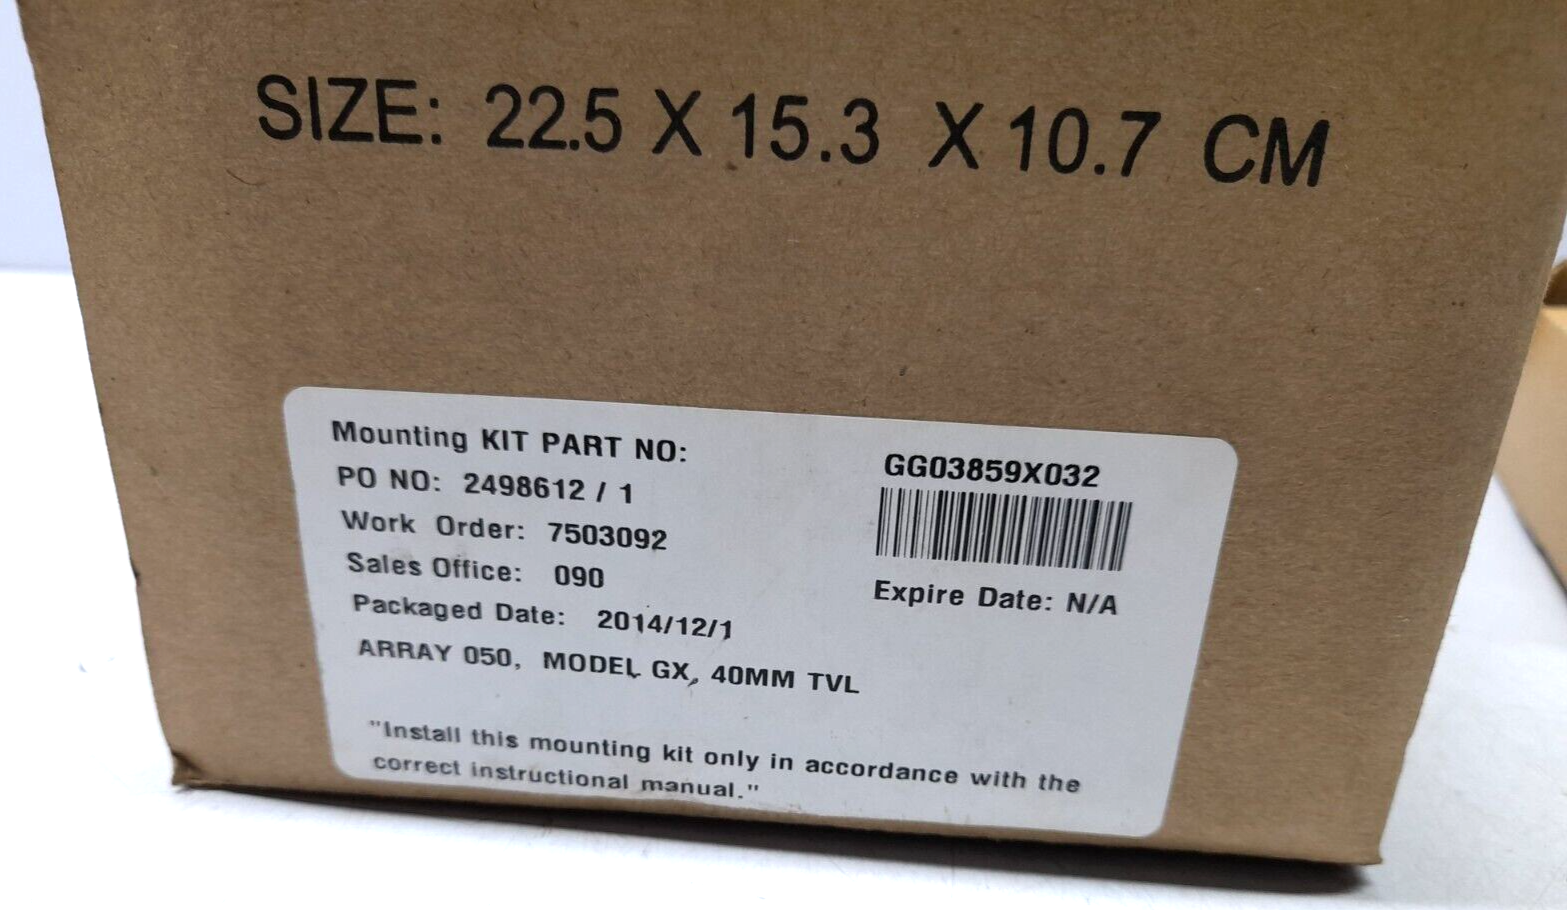 SIZE: 22.5 X 15.3 X 10.7 CM
Mounting KIT PART NO: GG03859X032
PO NO: 2498612 / 1
Work Order: 7503092
Sales Office: 090
Expire Date: N/A
Packaged Date: 2014/12/1
ARRAY 050, MODEL GX, 40MM TVL
"Install this mounting kit only in accordance with the
correct instructional manual."